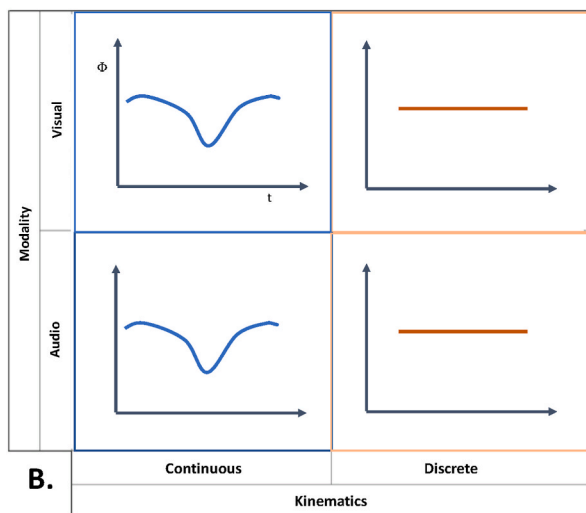 Modality
Visual
Φ
t
Audio
B.
Continuous
Discrete
Kinematics